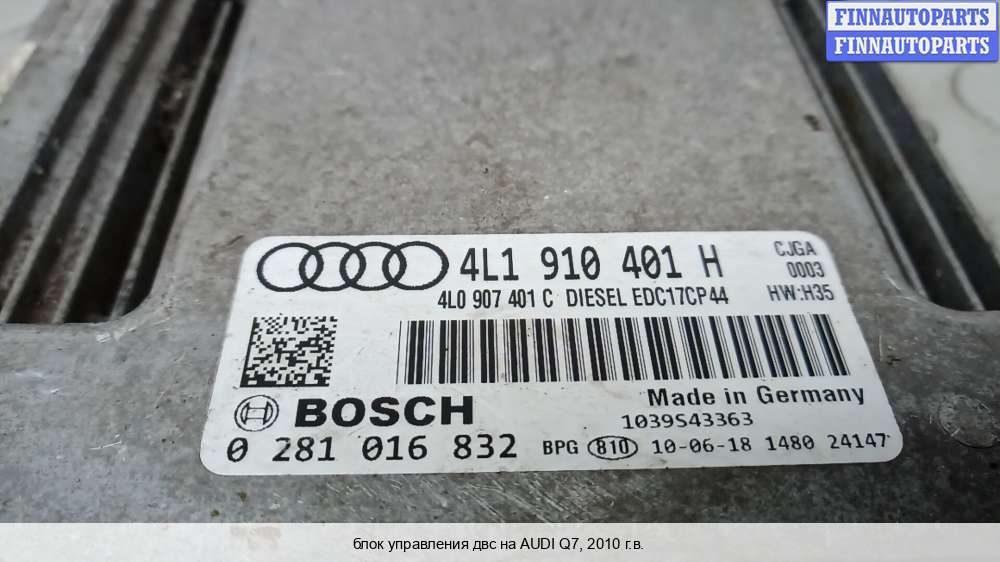 FINNAUTOPARTS
FINNAUTOPARTS
4L1 910 401 H
CJGA
0003
4L0 907 401 C DIESEL EDC17CP44
HW:H35
Made in Germany
BOSCH
1039S43363
0 281 016 832
BPG 810 10-06-18 1480 24147
блок управления двс на AUDI Q7, 2010 г.в.